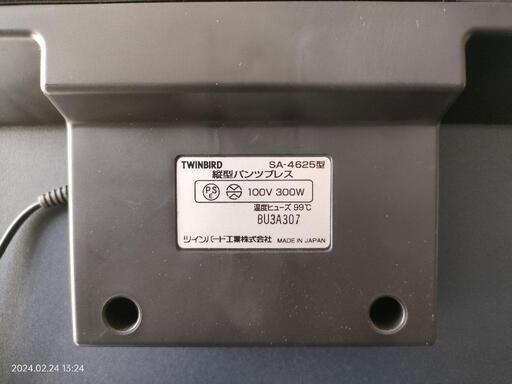 TWINBIRD SA-4625型
縦型パンツプレス
PS E 100V 300W
温度ヒューズ 99℃
BU3A307
ツインバード工業株式会社 MADE IN JAPAN
2024.02.24 13:24